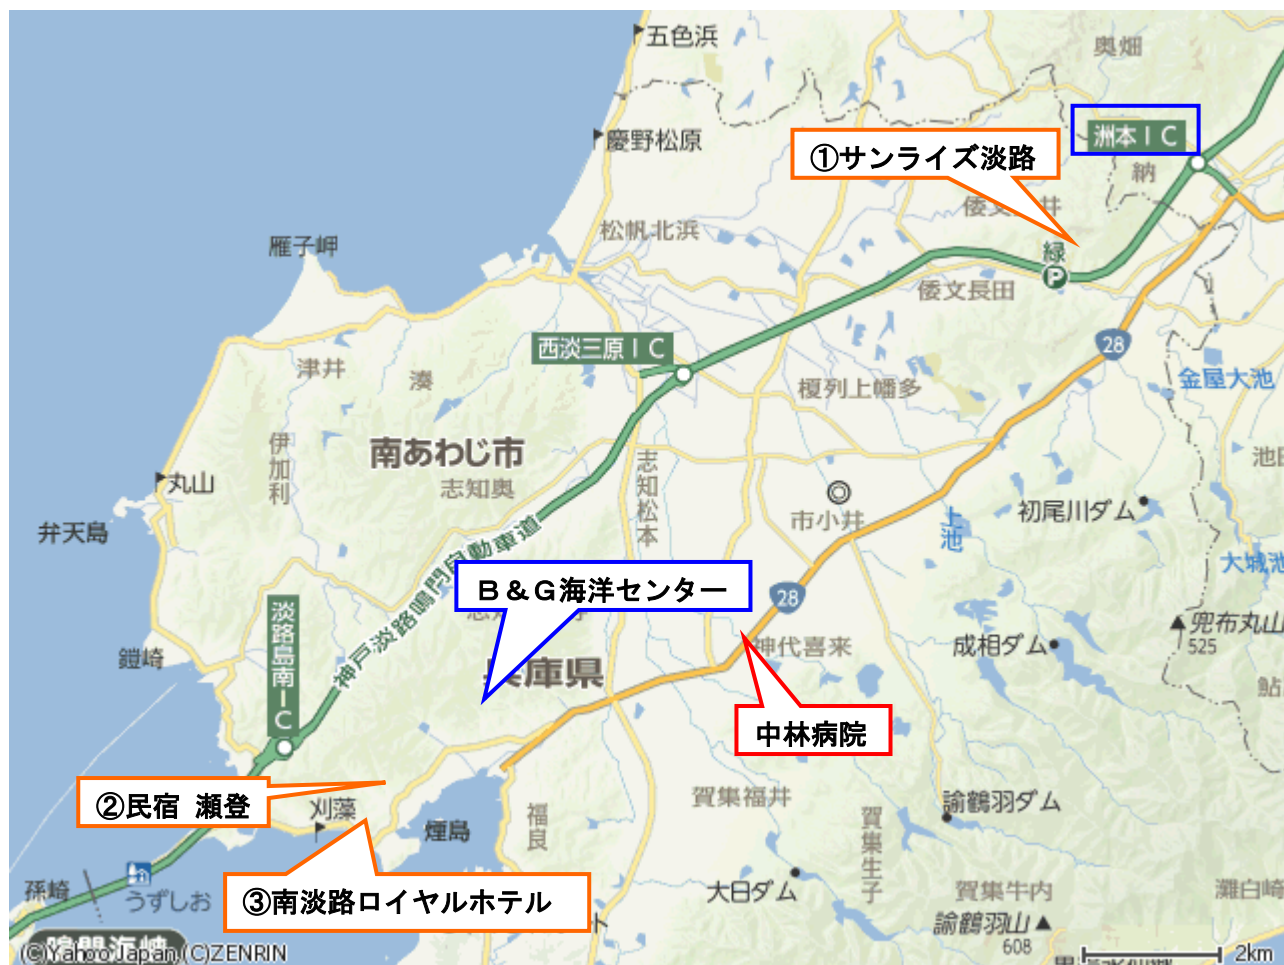 五色浜
奥畑
慶野松原
①サンライズ淡路
洲本IC
納
松帆北浜
雁子岬
緑
P
倭文長田
28
西淡三原IC
津井
湊
榎列上幡多
金屋大池
伊加利
南あわじ市
志知奥
志知松本
丸山
弁天島
市小井
上池
初尾川ダム
大城池
神戸淡路鳴門自動車道
B&G海洋センター
28
淡路島南IC
鎧崎
兵庫県
神代喜来
成相ダム
兜布丸山
525
鮎
中林病院
②民宿 瀬登
刈藻
煙島
福良
賀集福井
賀集生子
諭鶴羽ダム
孫崎
うずしお
③南淡路ロイヤルホテル
大日ダム
賀集牛内
灘白崎
諭鶴羽山
608
鳴門海峡
(C)Yahoo Japan,(C)ZENRIN
2km